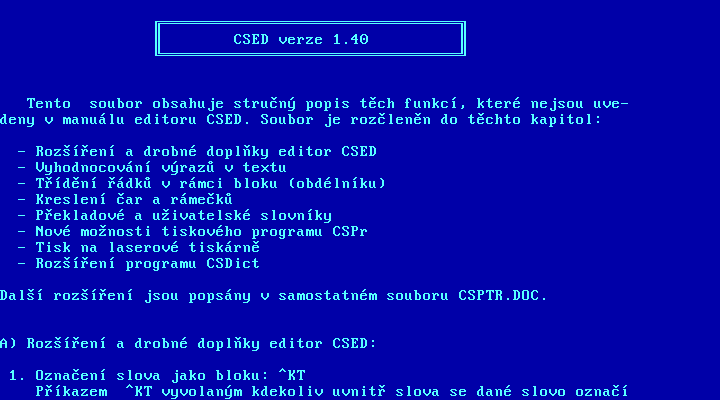 CSED verze 1.40
Tento  soubor obsahuje stručný popis těch funkcí, které nejsou uve-
deny v manuálu editoru CSED. Soubor je rozčleněn do těchto kapitol:
- Rozšíření a drobné doplňky editor CSED
- Vyhodnocování výrazů v textu
- Třídění řádků v rámci bloku (obdélníku)
- Kreslení čar a rámečků
- Překladové a uživatelské slovníky
- Nové možnosti tiskového programu CSPr
- Tisk na laserové tiskárně
- Rozšíření programu CSDict
Další rozšíření jsou popsány v samostatném souboru CSPTR.DOC.
A) Rozšíření a drobné doplňky editor CSED:
1. Označení slova jako bloku: ^KT
Příkazem  ^KT vyvolaným kdekoliv uvnitř slova se dané slovo označí